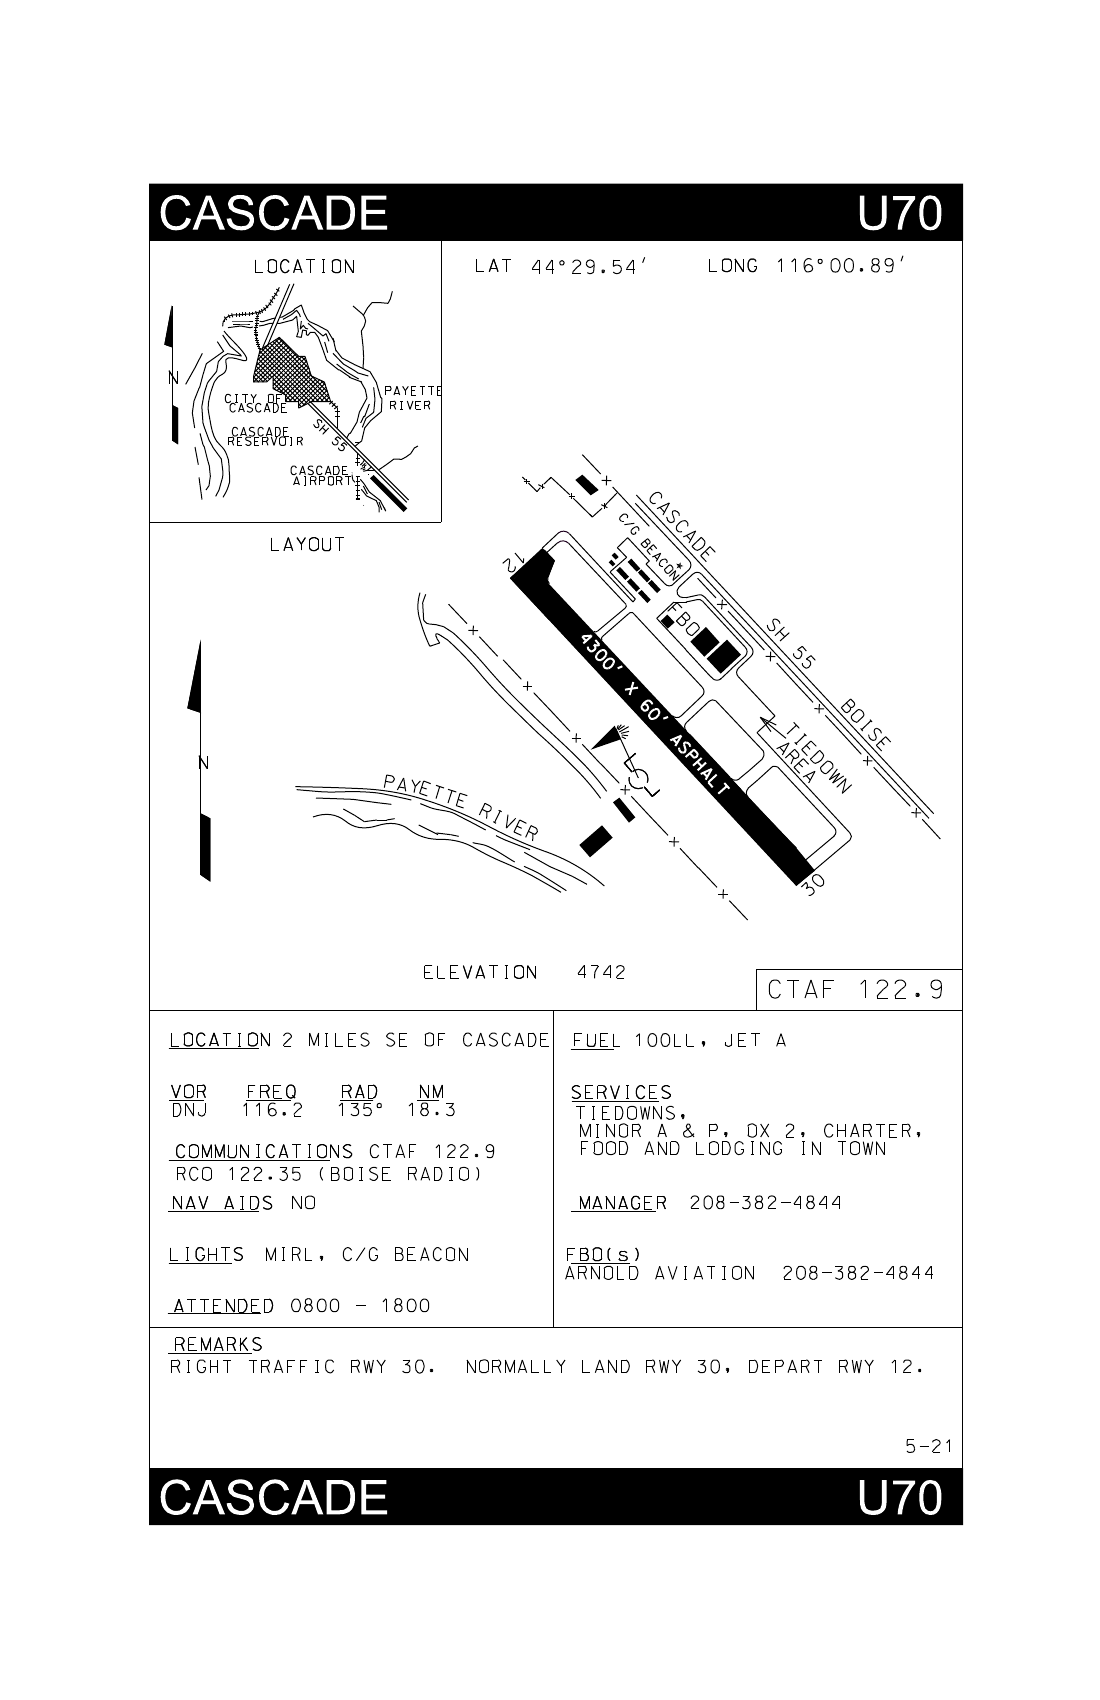 CASCADE U70
LOCATION
LAT 44°29.54' LONG 116°00.89'
N
PAYETTE
RIVER
CITY OF
CASCADE
CASCADE
RESERVOIR
SH 55
CASCADE
AIRPORT
LAYOUT
CASCADE
C/G BEACON
12
FBO
SH 55
4300' X 60' ASPHALT
BOISE
TIEDOWN
AREA
N
PAYETTE RIVER
30
ELEVATION 4742
CTAF 122.9
LOCATION 2 MILES SE OF CASCADE
VOR FREQ RAD NM
DNJ 116.2 135° 18.3
COMMUNICATIONS CTAF 122.9
RCO 122.35 (BOISE RADIO)
NAV AIDS NO
LIGHTS MIRL, C/G BEACON
ATTENDED 0800 - 1800
FUEL 100LL, JET A
SERVICES
TIEDOWNS,
MINOR A & P, OX 2, CHARTER,
FOOD AND LODGING IN TOWN
MANAGER 208-382-4844
FBO(s)
ARNOLD AVIATION 208-382-4844
REMARKS
RIGHT TRAFFIC RWY 30. NORMALLY LAND RWY 30, DEPART RWY 12.
5-21
CASCADE U70